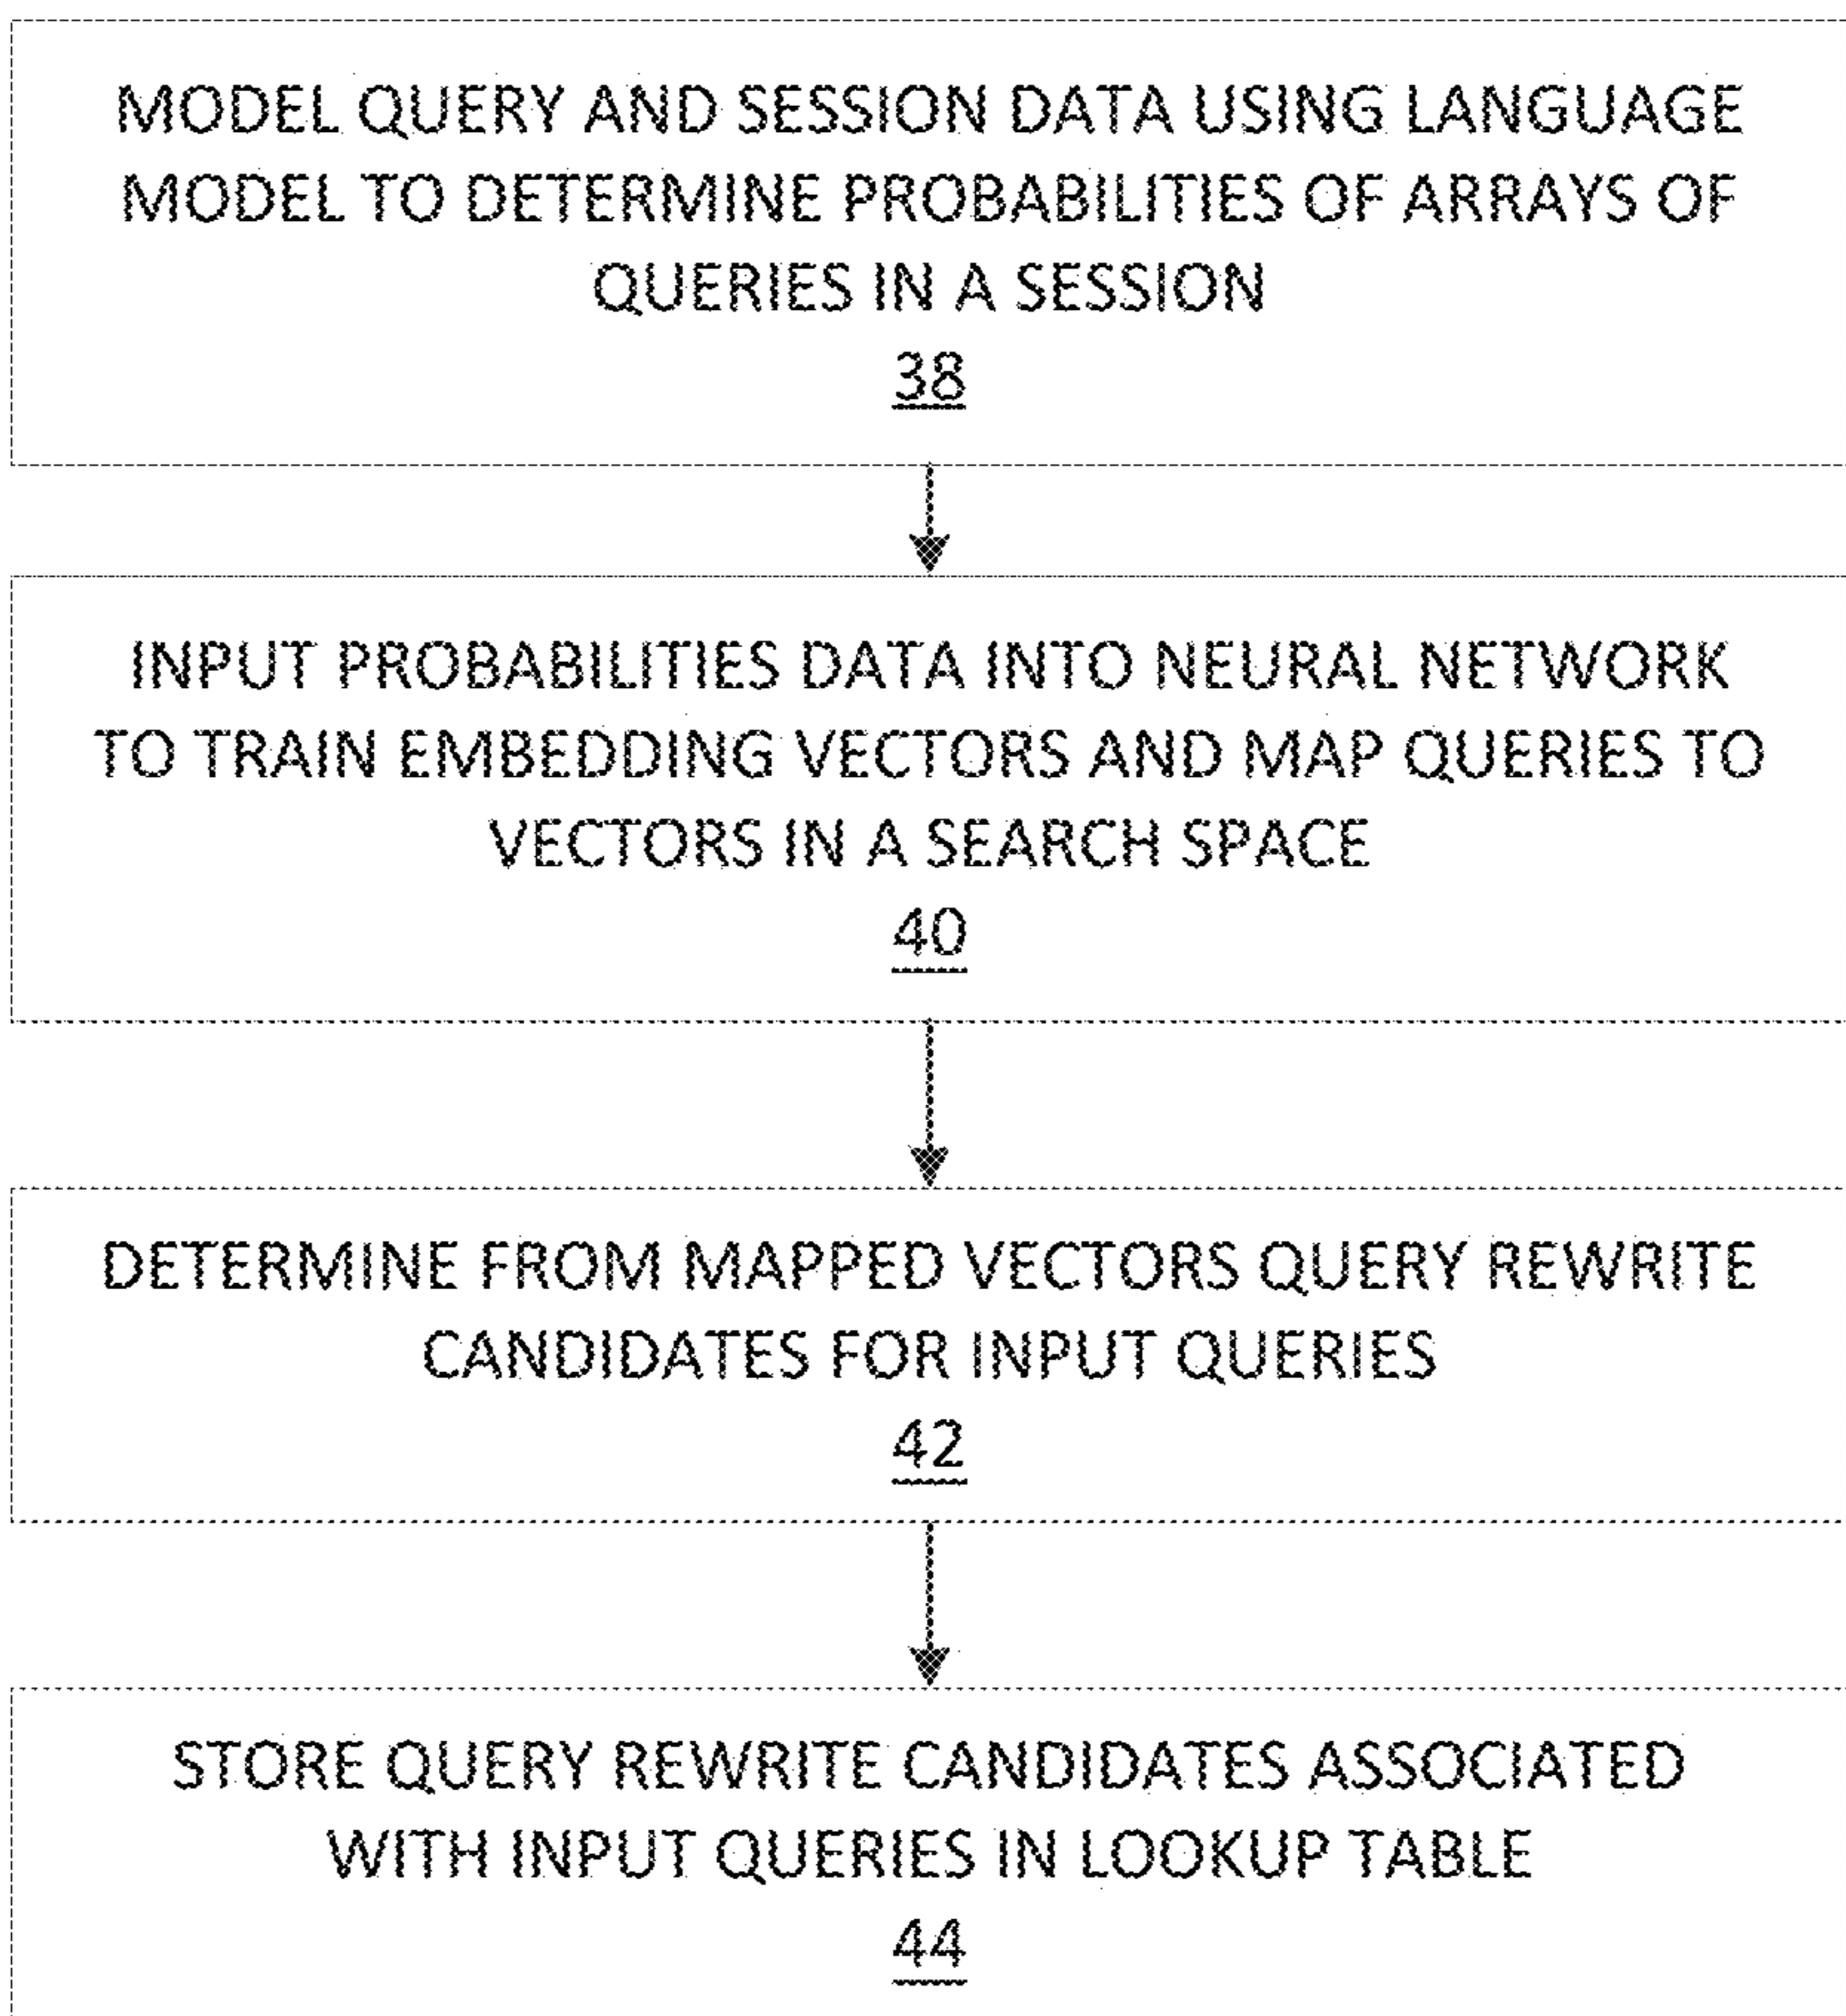 MODEL QUERY AND SESSION DATA USING LANGUAGE
MODEL TO DETERMINE PROBABILITIES OF ARRAYS OF
QUERIES IN A SESSION
38
INPUT PROBABILITIES DATA INTO NEURAL NETWORK
TO TRAIN EMBEDDING VECTORS AND MAP QUERIES TO
VECTORS IN A SEARCH SPACE
40
DETERMINE FROM MAPPED VECTORS QUERY REWRITE
CANDIDATES FOR INPUT QUERIES
42
STORE QUERY REWRITE CANDIDATES ASSOCIATED
WITH INPUT QUERIES IN LOOKUP TABLE
44